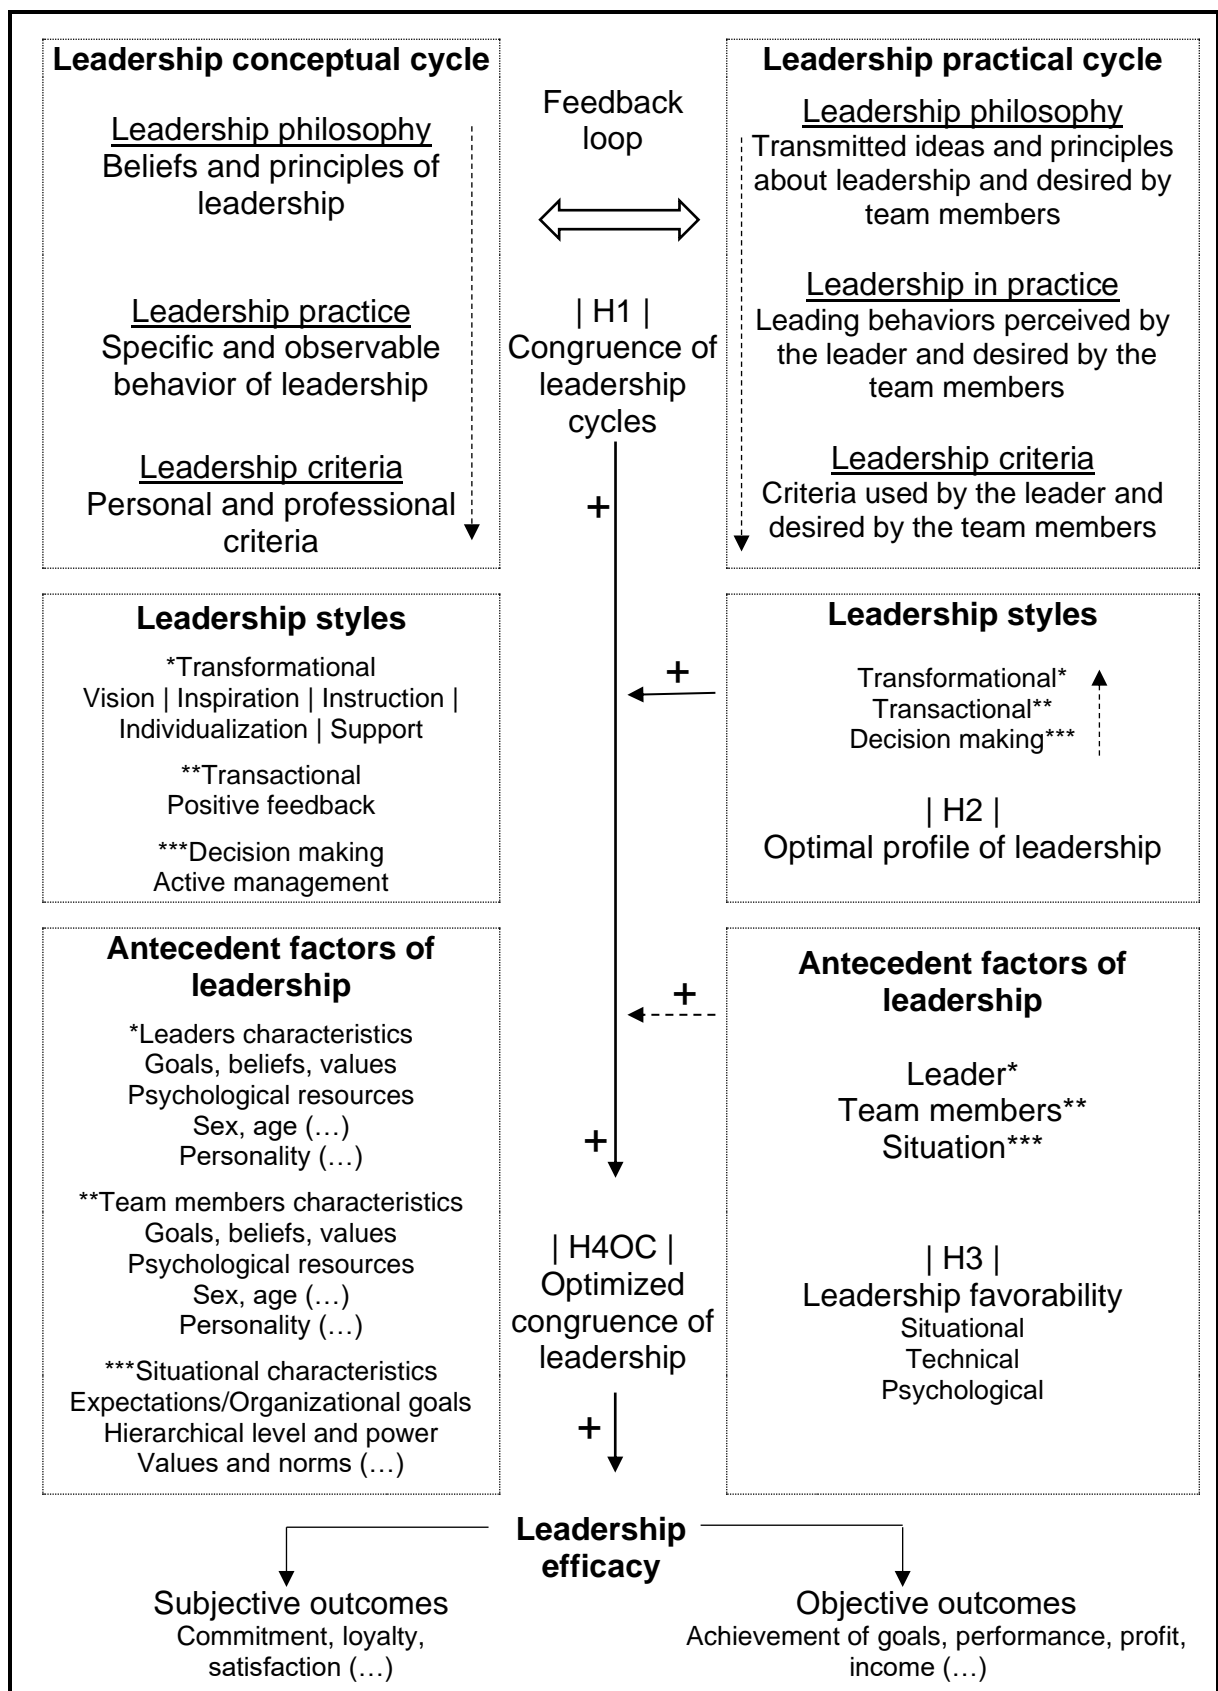 Leadership conceptual cycle
Leadership philosophy
Beliefs and principles of
leadership
Leadership practice
Specific and observable
behavior of leadership
Leadership criteria
Personal and professional
criteria
Feedback
loop
| H1 |
Congruence of
leadership
cycles
+
Leadership practical cycle
Leadership philosophy
Transmitted ideas and principles
about leadership and desired by
team members
Leadership in practice
Leading behaviors perceived by
the leader and desired by the
team members
Leadership criteria
Criteria used by the leader and
desired by the team members
Leadership styles
*Transformational
Vision | Inspiration | Instruction |
Individualization | Support
**Transactional
Positive feedback
***Decision making
Active management
+
Leadership styles
Transformational*
Transactional**
Decision making***
| H2 |
Optimal profile of leadership
Antecedent factors of
leadership
*Leaders characteristics
Goals, beliefs, values
Psychological resources
Sex, age (…)
Personality (…)
**Team members characteristics
Goals, beliefs, values
Psychological resources
Sex, age (…)
Personality (…)
***Situational characteristics
Expectations/Organizational goals
Hierarchical level and power
Values and norms (…)
+
+
| H4OC |
Optimized
congruence of
leadership
+
Antecedent factors of
leadership
Leader*
Team members**
Situation***
| H3 |
Leadership favorability
Situational
Technical
Psychological
Leadership
efficacy
Subjective outcomes
Commitment, loyalty,
satisfaction (…)
Objective outcomes
Achievement of goals, performance, profit,
income (…)